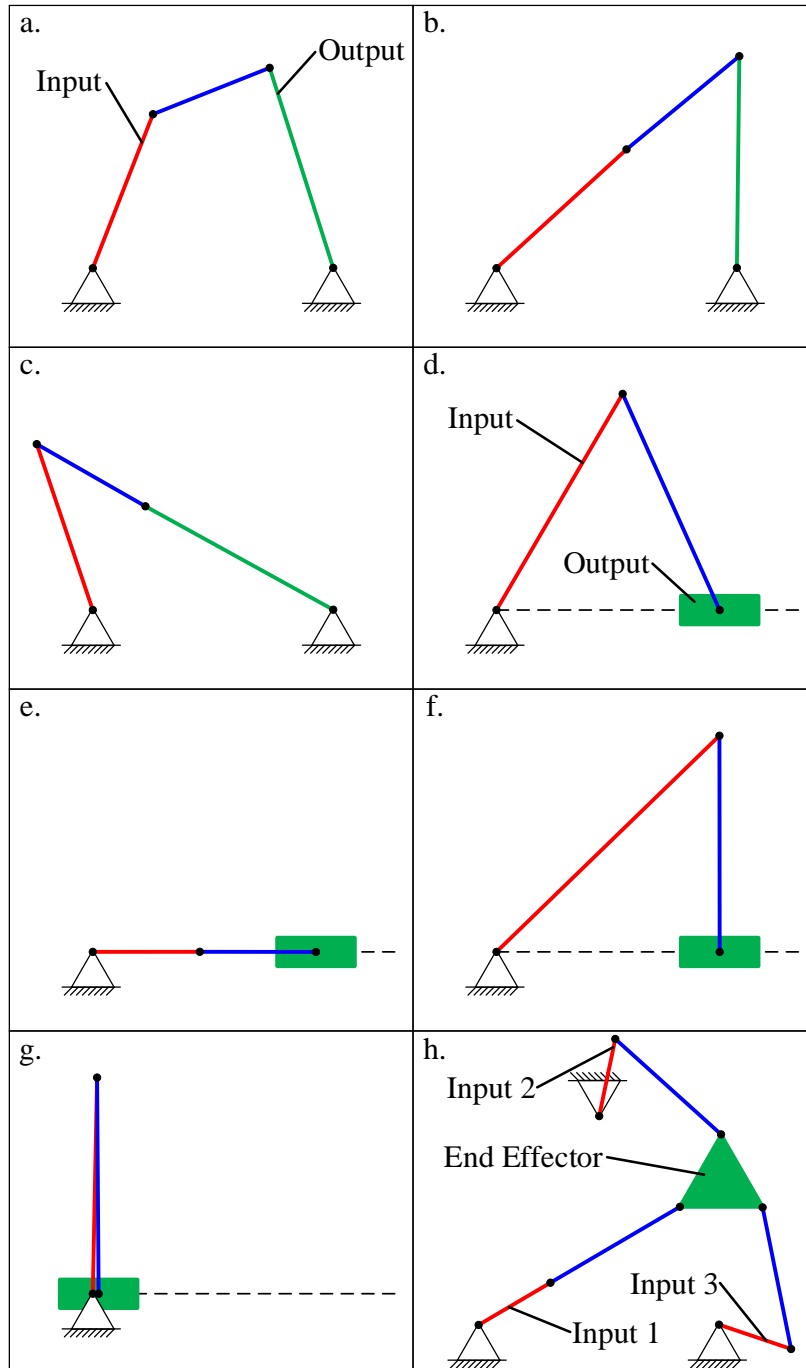 a.
Input
Output
b.
c.
d.
Input
Output
e.
f.
g.
h.
Input 2
End Effector
Input 3
Input 1